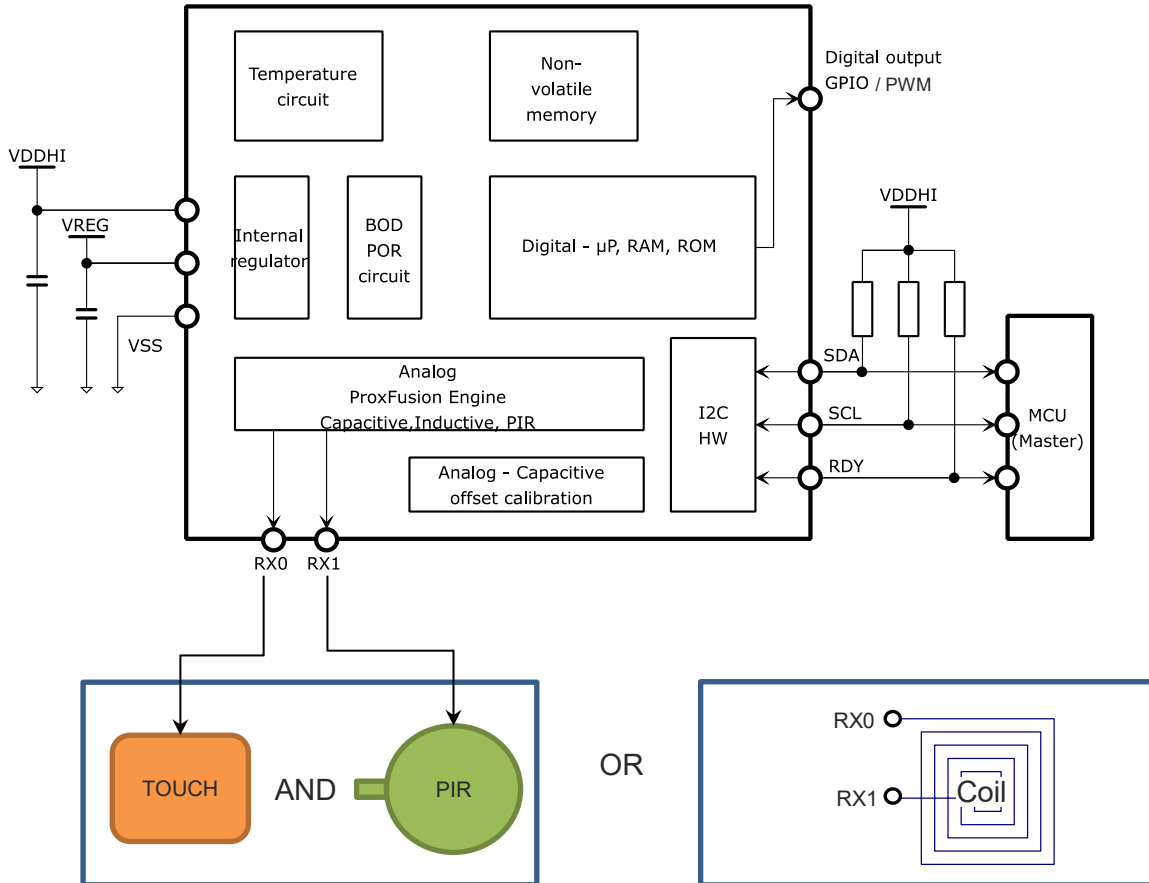 Temperature
circuit
Non-
volatile
memory
Digital output
GPIO / PWM
VDDHI
VREG
VSS
Internal
regulator
BOD
POR
circuit
Digital - µP, RAM, ROM
VDDHI
Analog
ProxFusion Engine
Capacitive,Inductive, PIR
Analog - Capacitive
offset calibration
I2C
HW
SDA
SCL
RDY
MCU
(Master)
RX0
RX1
TOUCH
AND
PIR
OR
RX0
RX1
Coil